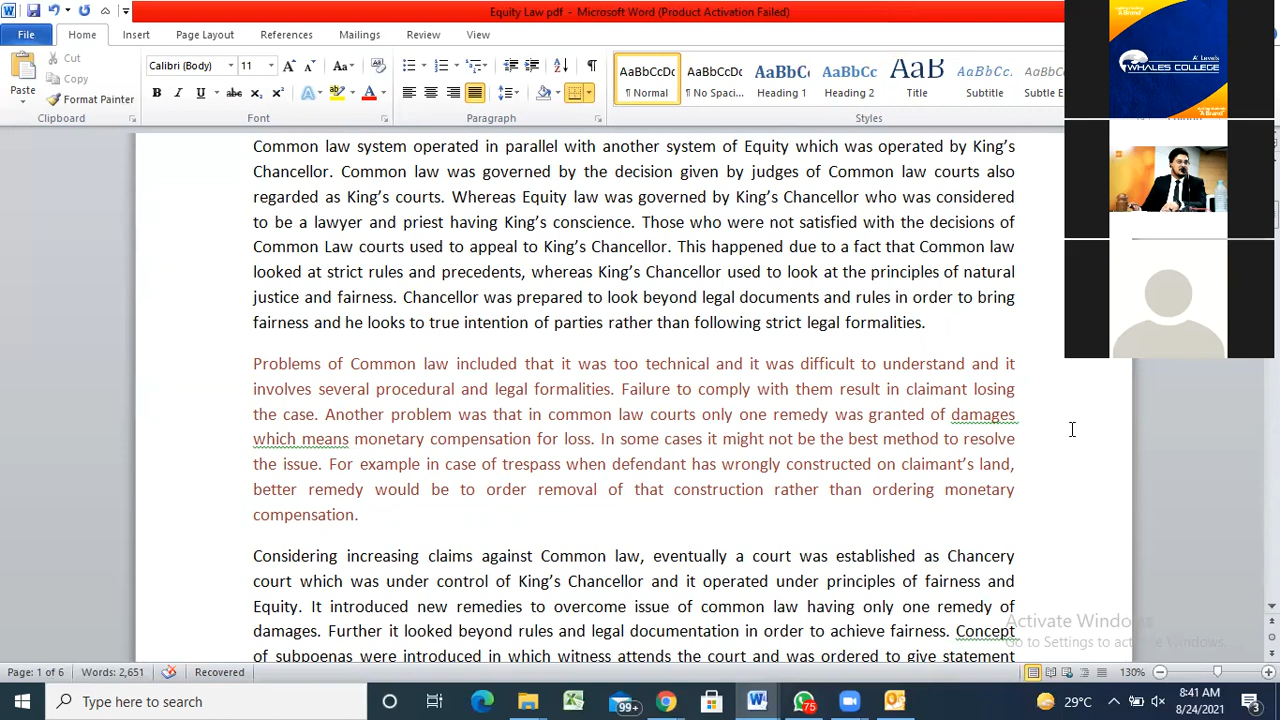 Equity Law pdf - Microsoft Word (Product Activation Failed)
File Home Insert Page Layout References Mailings Review View
Cut
Copy
Format Painter
Paste
Calibri (Body) 11
AaBbCcDc AaBbCcDc AaBbCc AaBbCc AaB AaBbCcL
¶ Normal ¶ No Spaci... Heading 1 Heading 2 Title Subtitle Subtle E
Clipboard Font Paragraph Styles
A' Levels
WHALES COLLEGE
Common law system operated in parallel with another system of Equity which was operated by King's
Chancellor. Common law was governed by the decision given by judges of Common law courts also
regarded as King's courts. Whereas Equity law was governed by King's Chancellor who was considered
to be a lawyer and priest having King's conscience. Those who were not satisfied with the decisions of
Common Law courts used to appeal to King's Chancellor. This happened due to a fact that Common law
looked at strict rules and precedents, whereas King's Chancellor used to look at the principles of natural
justice and fairness. Chancellor was prepared to look beyond legal documents and rules in order to bring
fairness and he looks to true intention of parties rather than following strict legal formalities.
Problems of Common law included that it was too technical and it was difficult to understand and it
involves several procedural and legal formalities. Failure to comply with them result in claimant losing
the case. Another problem was that in common law courts only one remedy was granted of damages
which means monetary compensation for loss. In some cases it might not be the best method to resolve
the issue. For example in case of trespass when defendant has wrongly constructed on claimant's land,
better remedy would be to order removal of that construction rather than ordering monetary
compensation.
Considering increasing claims against Common law, eventually a court was established as Chancery
court which was under control of King's Chancellor and it operated under principles of fairness and
Equity. It introduced new remedies to overcome issue of common law having only one remedy of
damages. Further it looked beyond rules and legal documentation in order to achieve fairness. Concept
of subpoenas were introduced in which witness attends the court and was ordered to give statement
Activate Windows
Go to Settings to activate Windows.
Page: 1 of 6 Words: 2,651 Recovered 130%
Type here to search
99+ 75 29°C
8:41 AM
8/24/2021
3